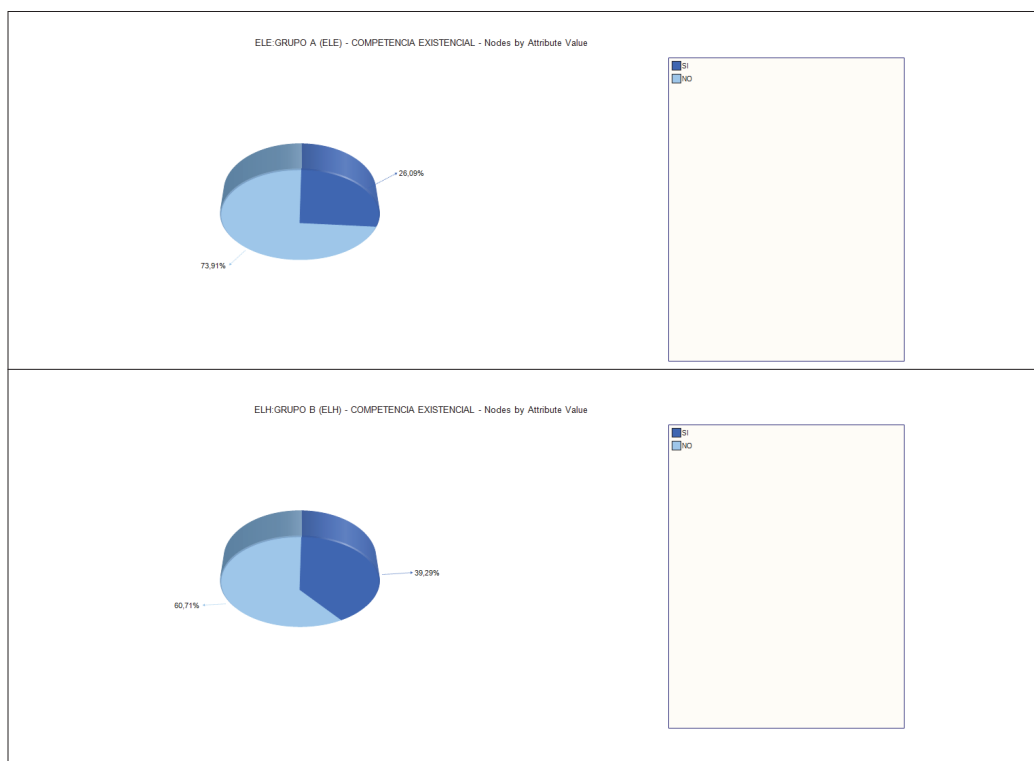 ELE:GRUPO A (ELE) - COMPETENCIA EXISTENCIAL - Nodes by Attribute Value
SI
NO
26,09%
73,91%
ELH:GRUPO B (ELH) - COMPETENCIA EXISTENCIAL - Nodes by Attribute Value
SI
NO
39,29%
60,71%